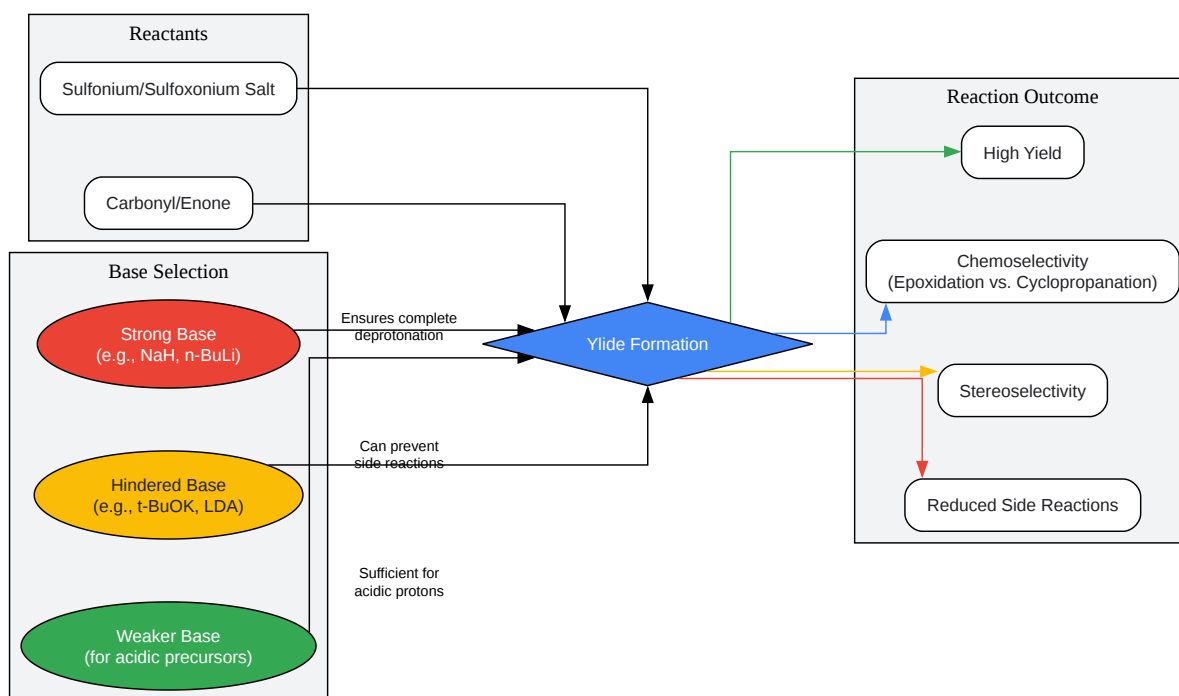 Reactants
Sulfonium/Sulfoxonium Salt
Carbonyl/Enone
Base Selection
Strong Base
(e.g., NaH, n-BuLi)
Hindered Base
(e.g., t-BuOK, LDA)
Weaker Base
(for acidic precursors)
Ensures complete
deprotonation
Can prevent
side reactions
Sufficient for
acidic protons
Ylide Formation
Reaction Outcome
High Yield
Chemoselectivity
(Epoxidation vs. Cyclopropanation)
Stereoselectivity
Reduced Side Reactions